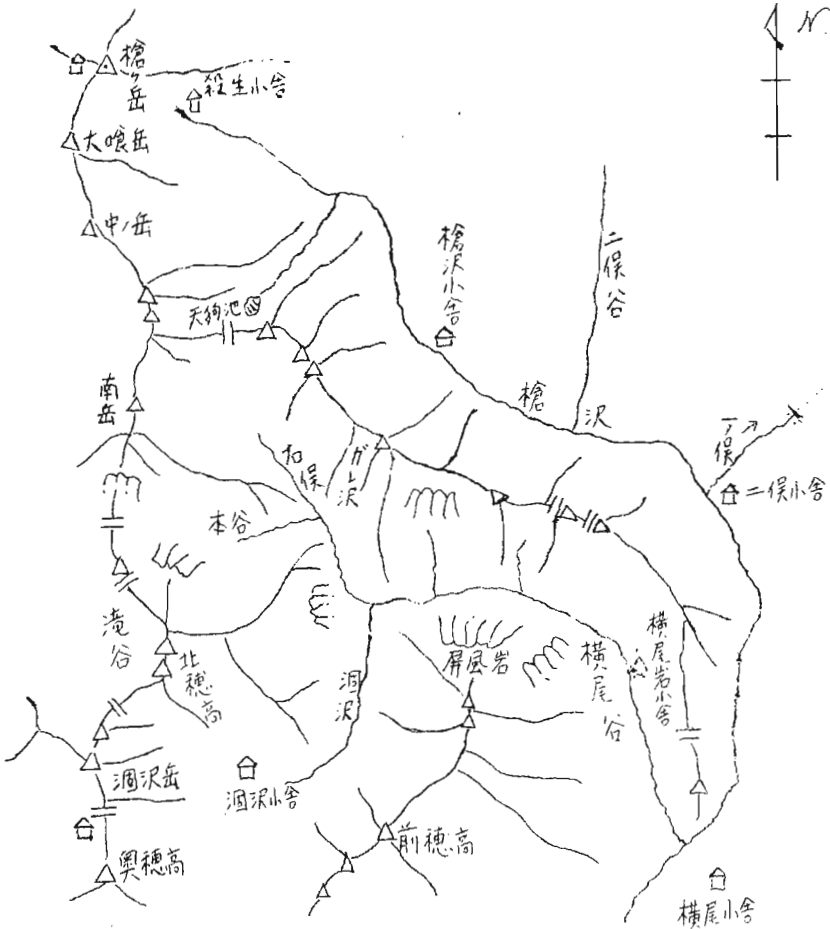 N
槍ヶ岳
殺生小舎
大喰岳
中ノ岳
槍沢小舎
二俣谷
天狗池
南岳
槍沢
一ノ俣
二俣小舎
右俣
ガレ沢
本谷
滝谷
北穂高
涸沢
屏風岩
横尾谷
横尾岩小舎
涸沢岳
涸沢小舎
前穂高
奥穂高
横尾小舎